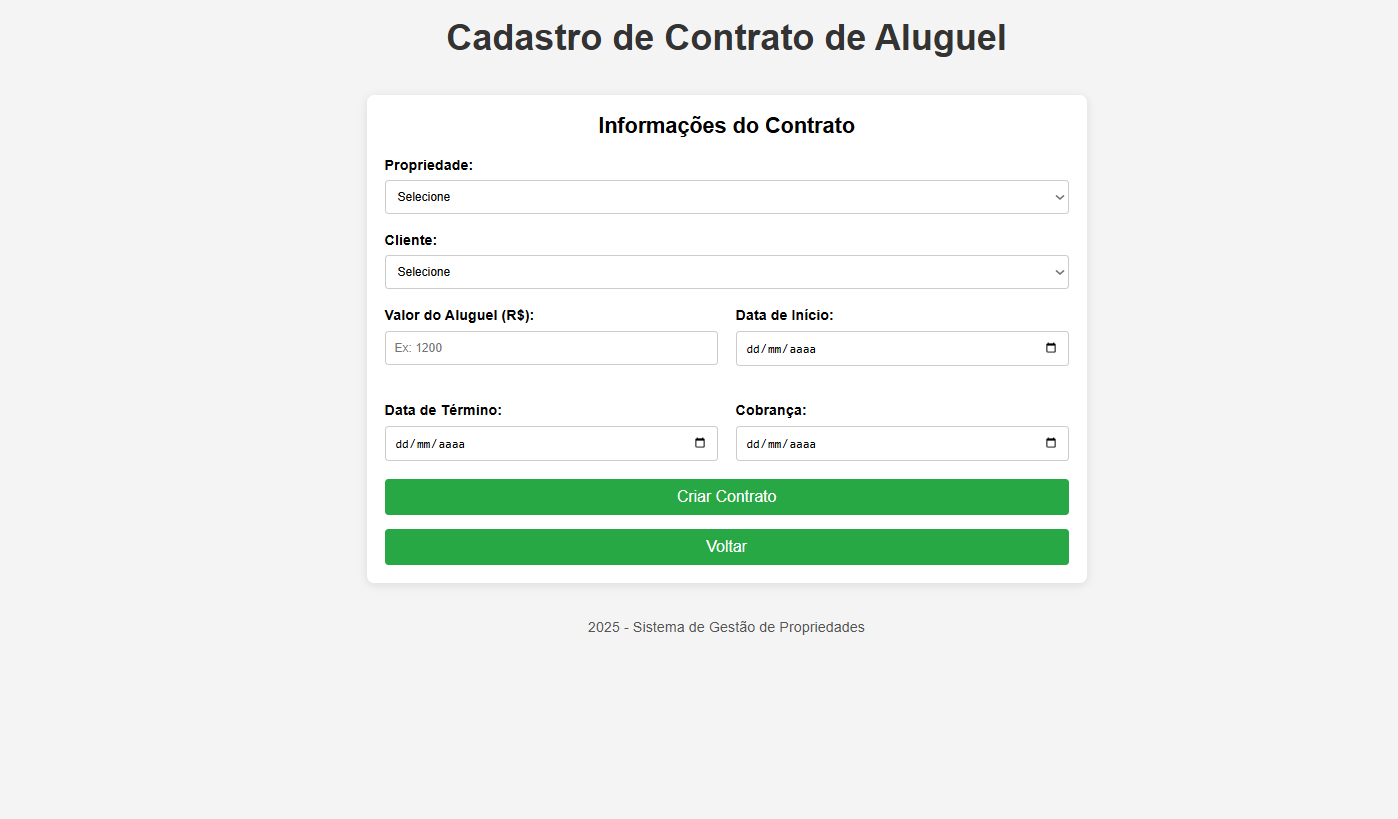 Cadastro de Contrato de Aluguel
Informações do Contrato
Propriedade:
Selecione
Cliente:
Selecione
Valor do Aluguel (R$):
Ex: 1200
Data de Início:
dd/mm/aaaa
Data de Término:
dd/mm/aaaa
Cobrança:
dd/mm/aaaa
Criar Contrato
Voltar
2025 - Sistema de Gestão de Propriedades